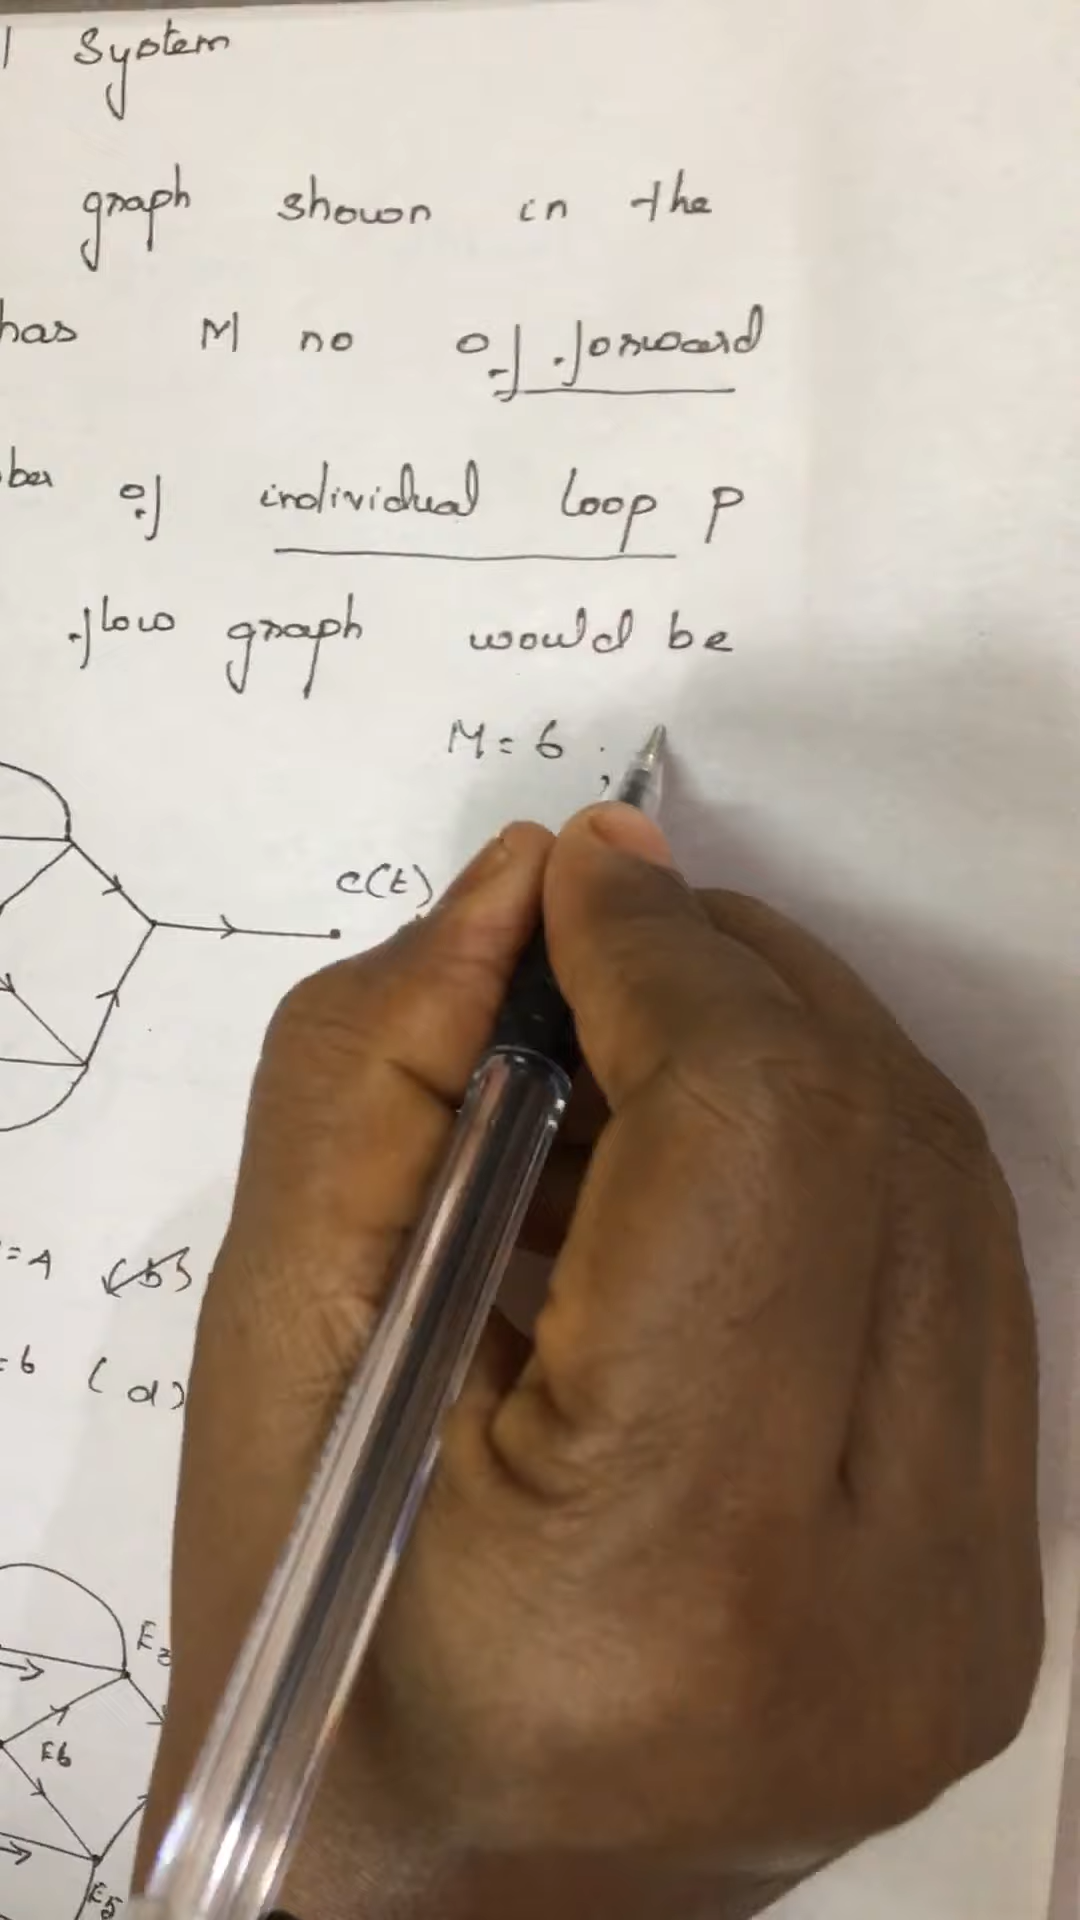 System
graph shown in the
has M no of forward
ber of individual loop P
flow graph would be
M = 6 ;
c(t)
= 4 (b)
= 6 (d)
E3
E6
E5